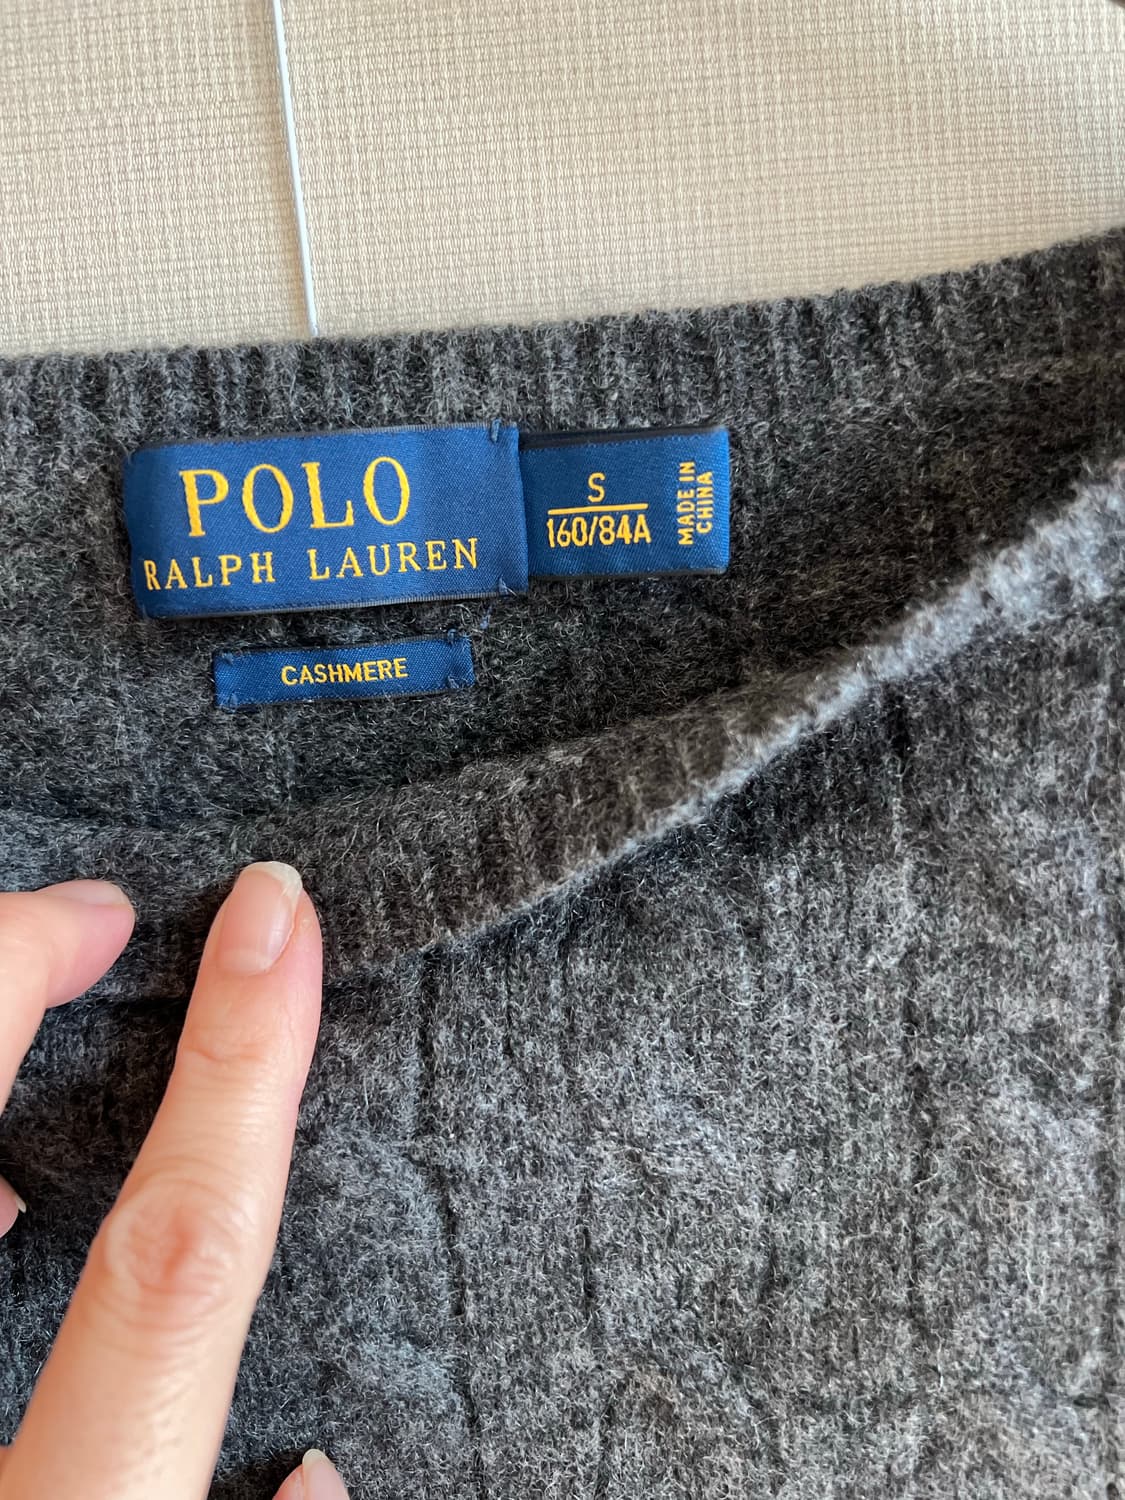 POLO
RALPH LAUREN
S
160/84A
MADE IN
CHINA
CASHMERE